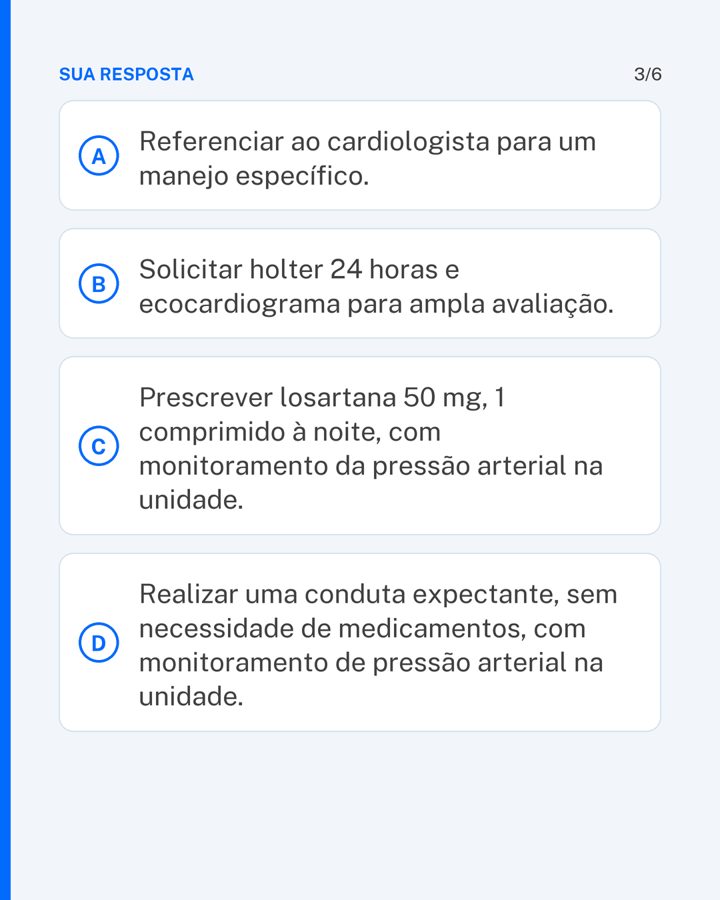 SUA RESPOSTA
3/6
A
Referenciar ao cardiologista para um
manejo específico.
B
Solicitar holter 24 horas e
ecocardiograma para ampla avaliação.
C
Prescrever losartana 50 mg, 1
comprimido à noite, com
monitoramento da pressão arterial na
unidade.
D
Realizar uma conduta expectante, sem
necessidade de medicamentos, com
monitoramento de pressão arterial na
unidade.